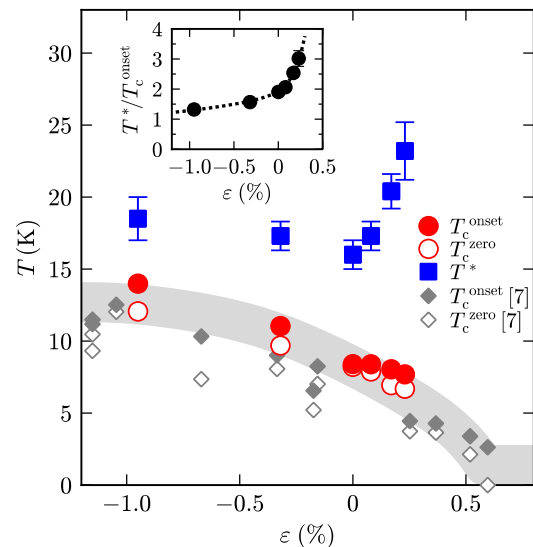 30
25
20
15
10
5
0
T (K)
−1.0
−0.5
0
0.5
ε (%)
4
3
2
1
0
T*/T_c^onset
−1.0
−0.5
0
0.5
ε (%)
T_c^onset
T_c^zero
T*
T_c^onset [7]
T_c^zero [7]